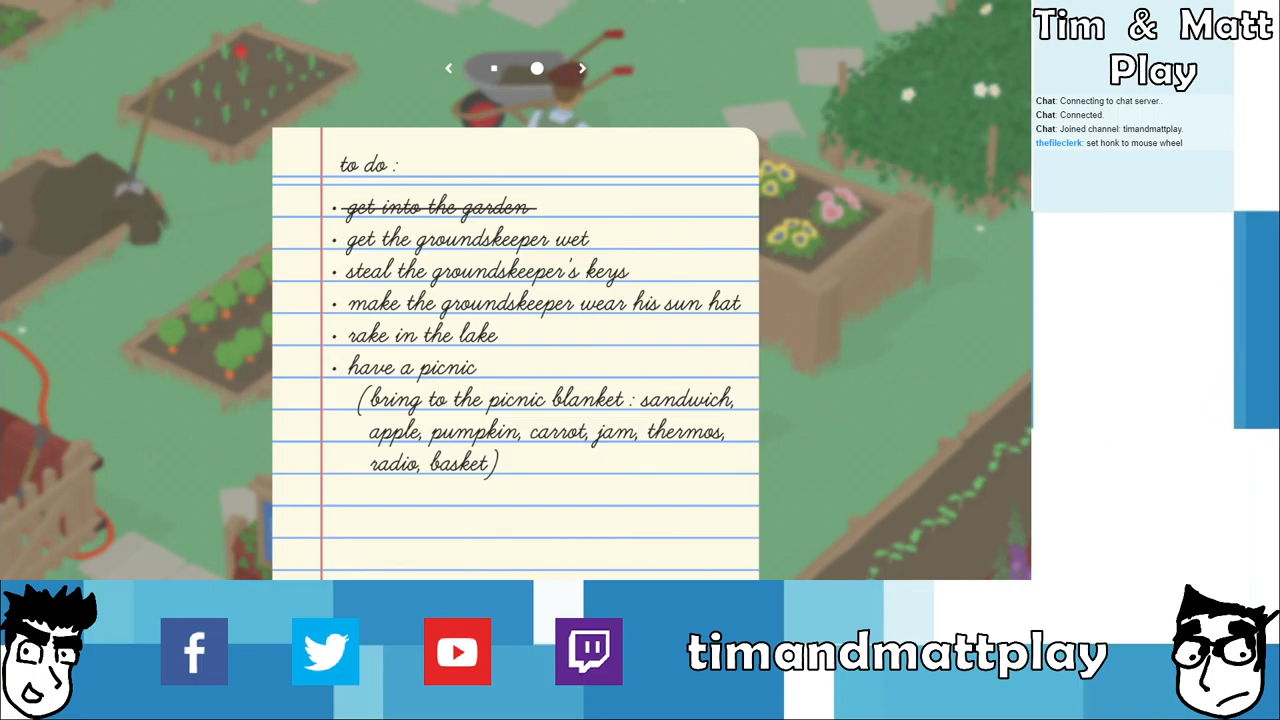 to do :
• get into the garden
• get the groundskeeper wet
• steal the groundskeeper's keys
• make the groundskeeper wear his sun hat
• rake in the lake
• have a picnic
(bring to the picnic blanket : sandwich,
apple, pumpkin, carrot, jam, thermos,
radio, basket)
Tim & Matt
Play
Chat: Connecting to chat server..
Chat: Connected.
Chat: Joined channel: timandmattplay.
thefileclerk: set honk to mouse wheel
timandmattplay